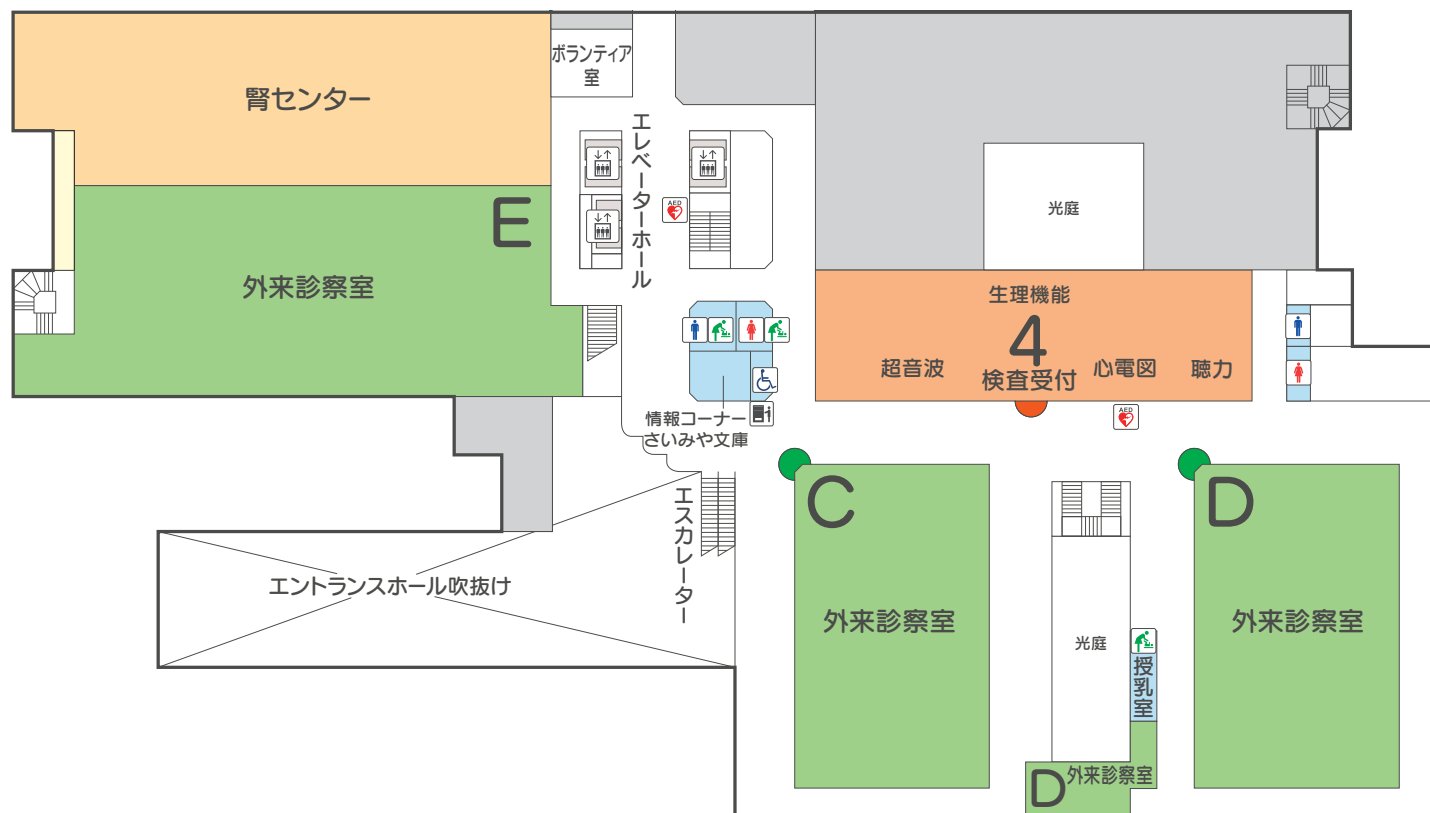 ボランティア
室
腎センター
エレベーターホール
AED
E
光庭
外来診察室
生理機能
4
超音波
検査受付
心電図
聴力
AED
情報コーナー
さいみや文庫
C
D
エスカレーター
エントランスホール吹抜け
外来診察室
外来診察室
光庭
授乳室
D
外来診察室